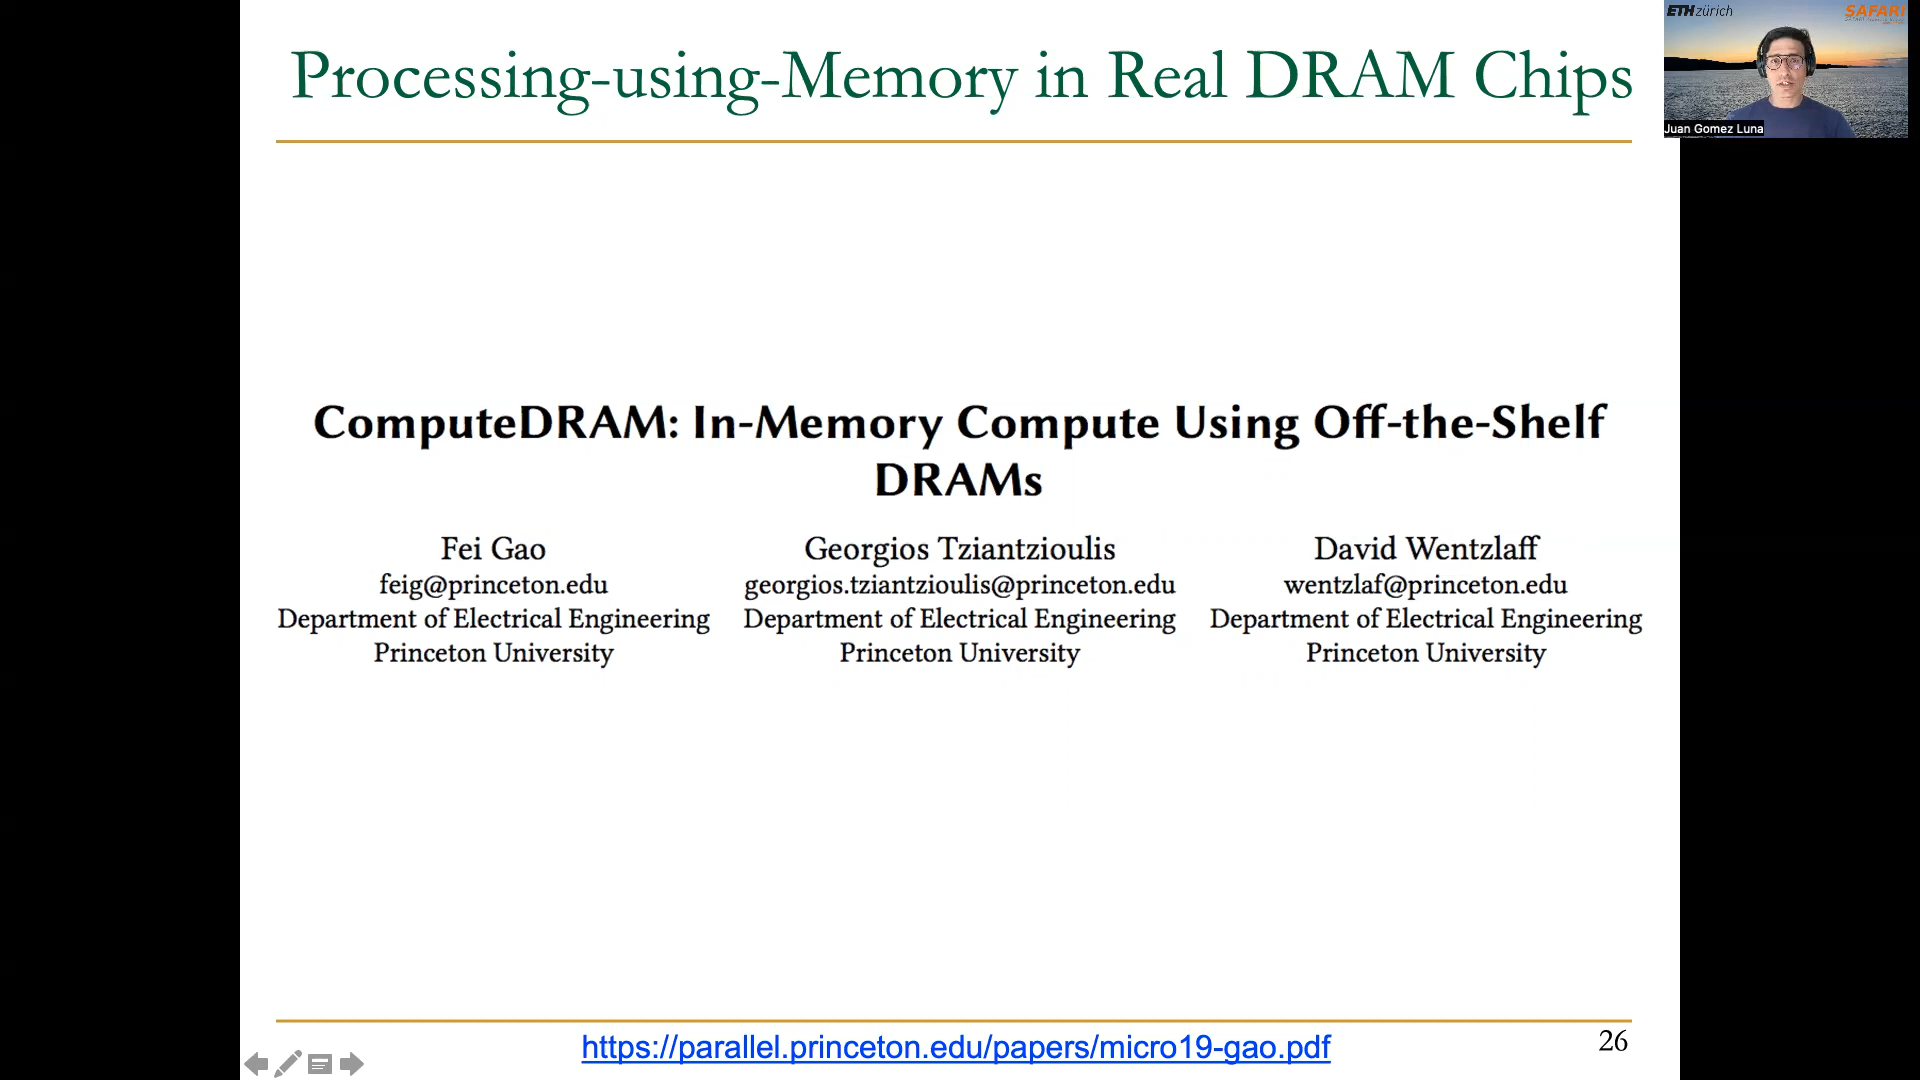 Processing-using-Memory in Real DRAM Chips
ETHzürich
SAFARI
Juan Gomez Luna
ComputeDRAM: In-Memory Compute Using Off-the-Shelf
DRAMs
Fei Gao
feig@princeton.edu
Department of Electrical Engineering
Princeton University
Georgios Tziantzioulis
georgios.tziantzioulis@princeton.edu
Department of Electrical Engineering
Princeton University
David Wentzlaff
wentzlaf@princeton.edu
Department of Electrical Engineering
Princeton University
https://parallel.princeton.edu/papers/micro19-gao.pdf
26